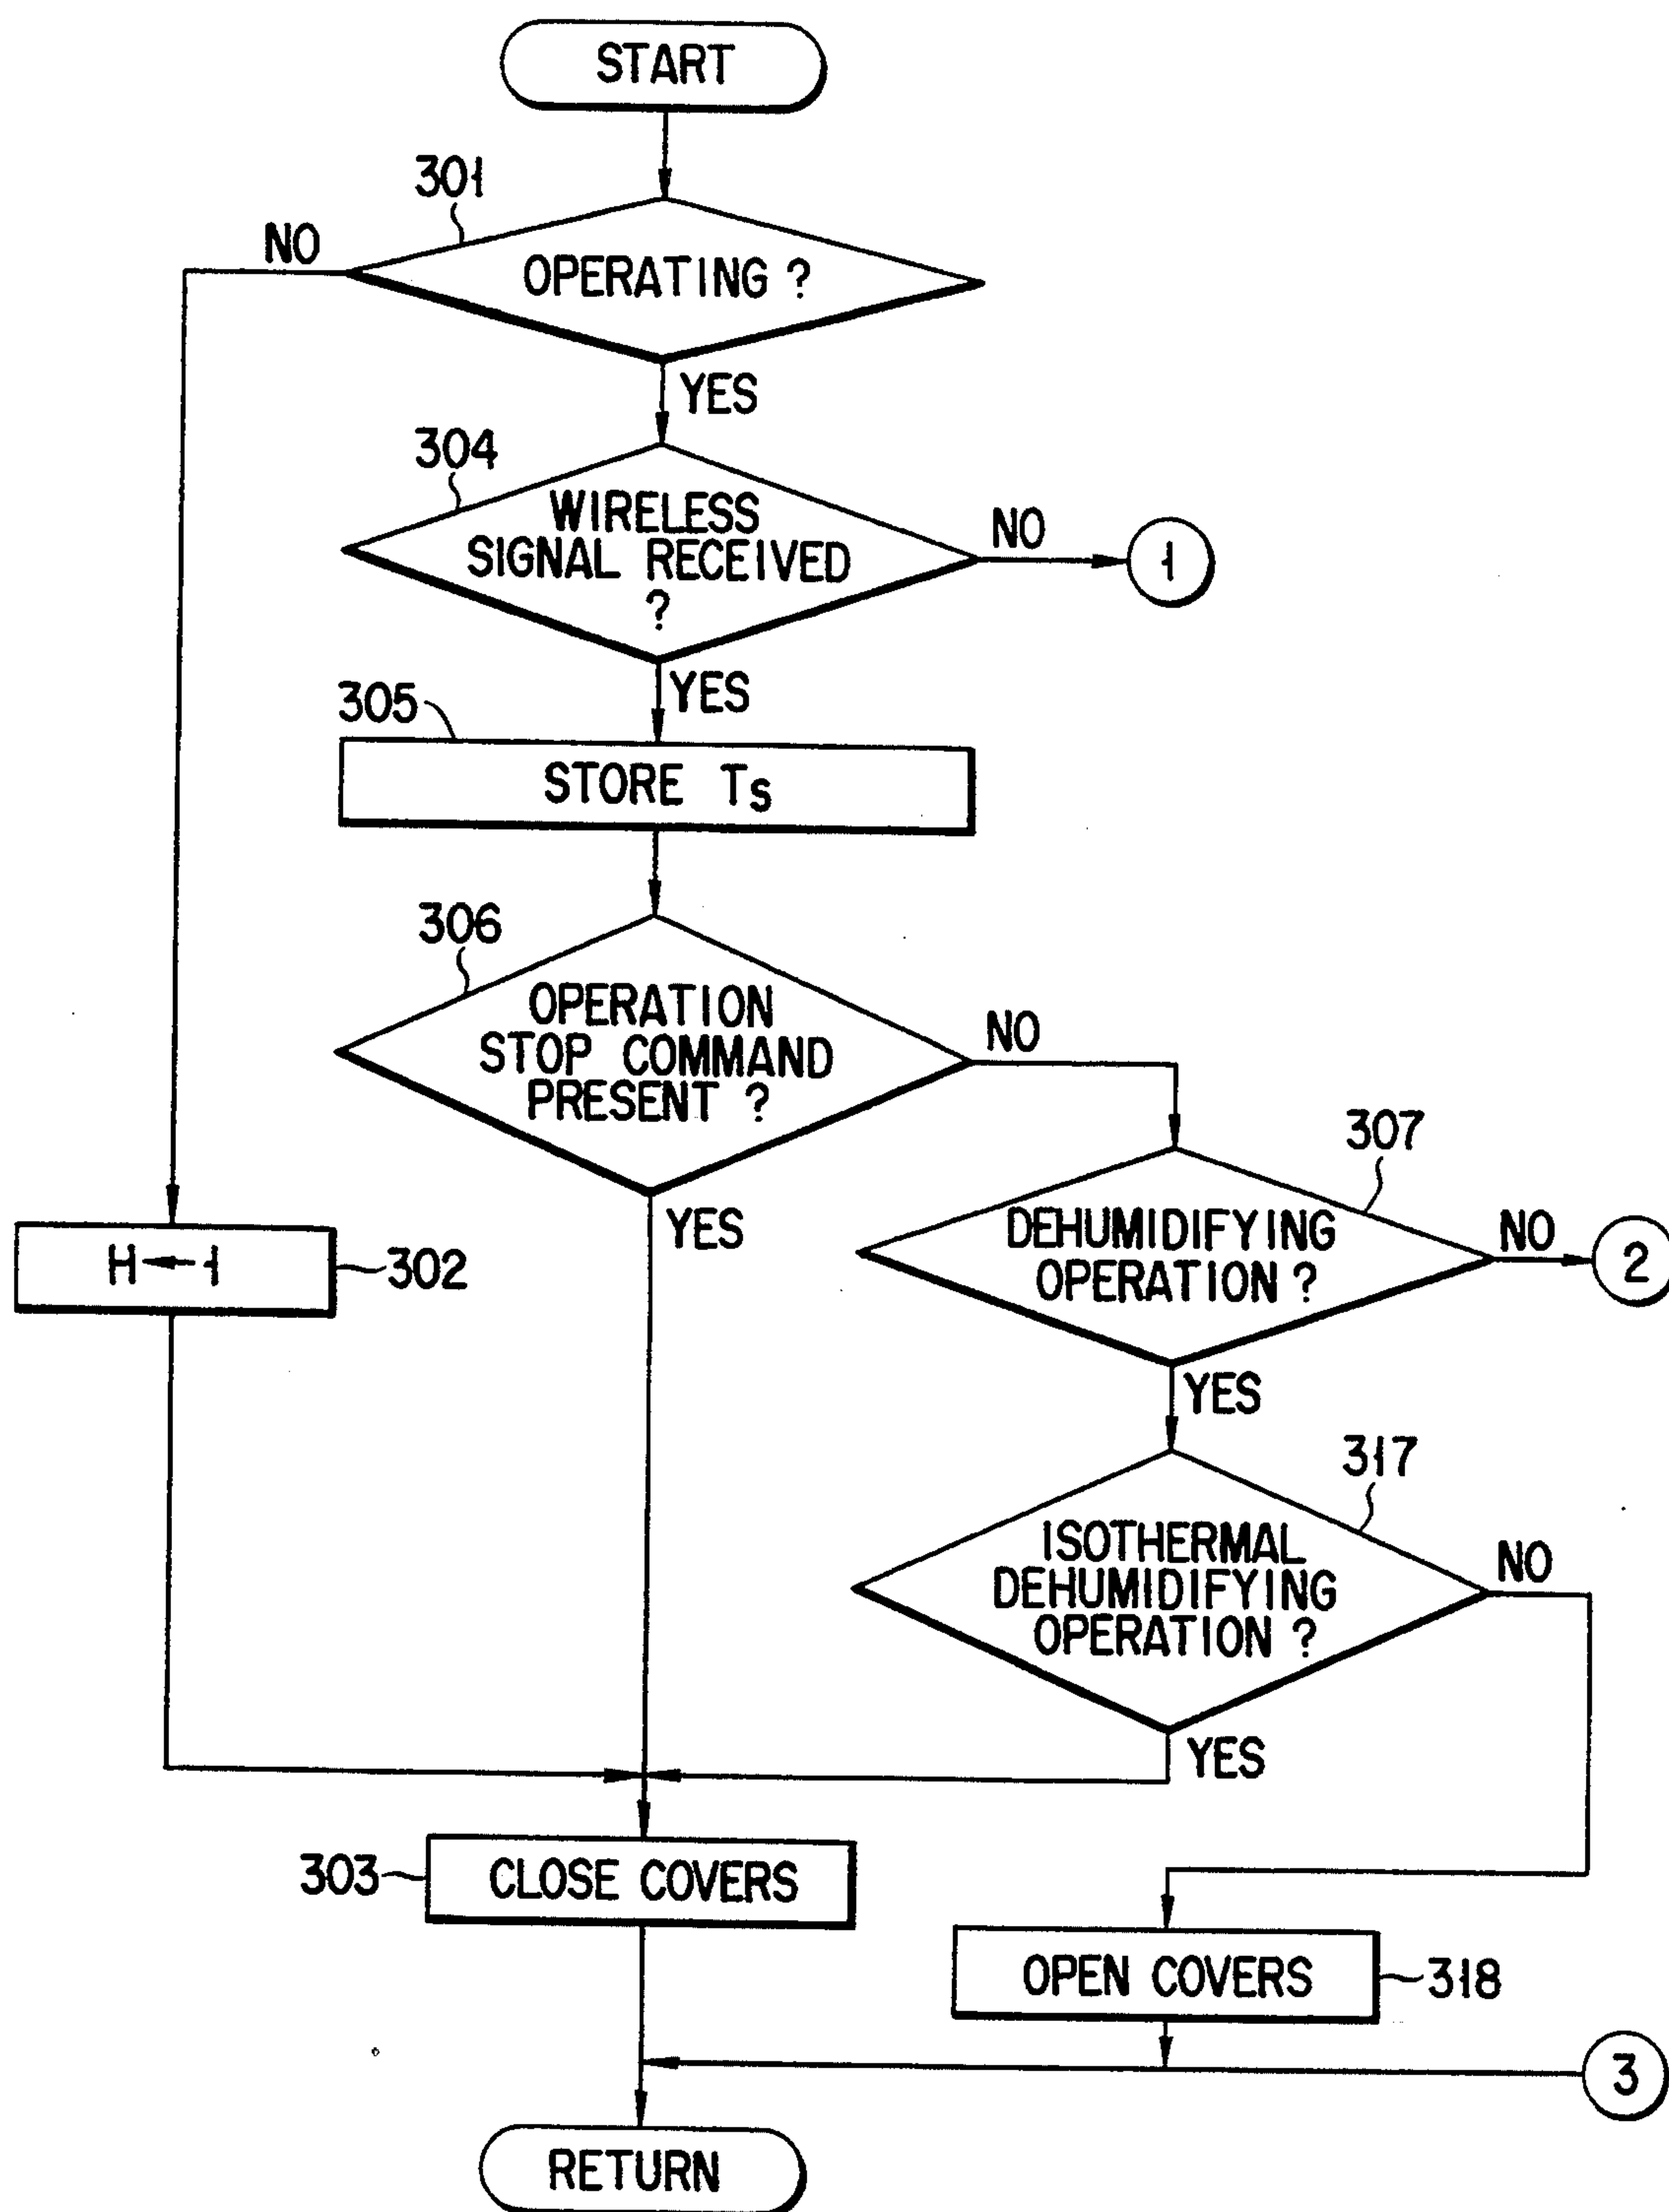 START
301
NO
OPERATING ?
YES
304
WIRELESS
SIGNAL RECEIVED
?
NO
1
YES
305
STORE Ts
306
OPERATION
STOP COMMAND
PRESENT ?
NO
YES
307
DEHUMIDIFYING
OPERATION ?
NO
2
H ← 1
302
YES
317
ISOTHERMAL
DEHUMIDIFYING
OPERATION ?
NO
YES
303
CLOSE COVERS
OPEN COVERS
318
3
RETURN